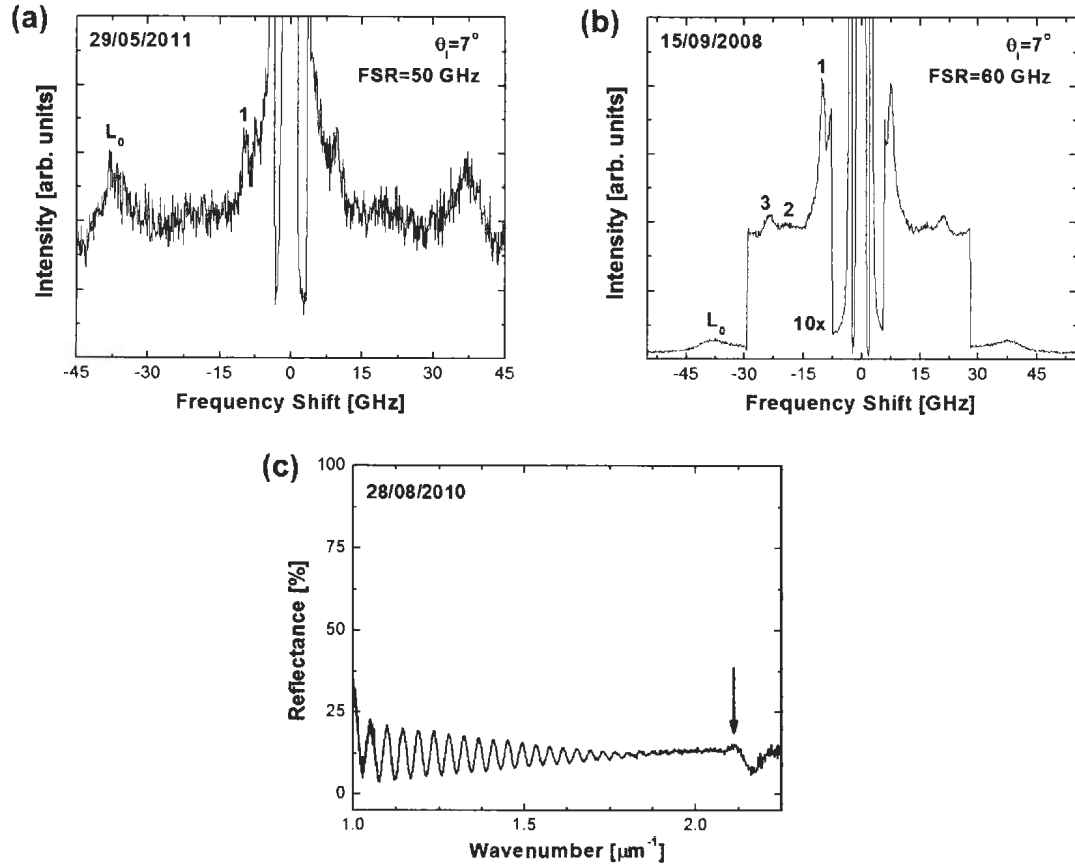 (a)
29/05/2011
θi=7°
FSR=50 GHz
L0
1
Intensity [arb. units]
-45 -30 -15 0 15 30 45
Frequency Shift [GHz]
(b)
15/09/2008
θi=7°
FSR=60 GHz
1
3 2
L0
10x
Intensity [arb. units]
-45 -30 -15 0 15 30 45
Frequency Shift [GHz]
(c)
28/08/2010
100
75
50
25
0
Reflectance [%]
1.0 1.5 2.0
Wavenumber [μm⁻¹]